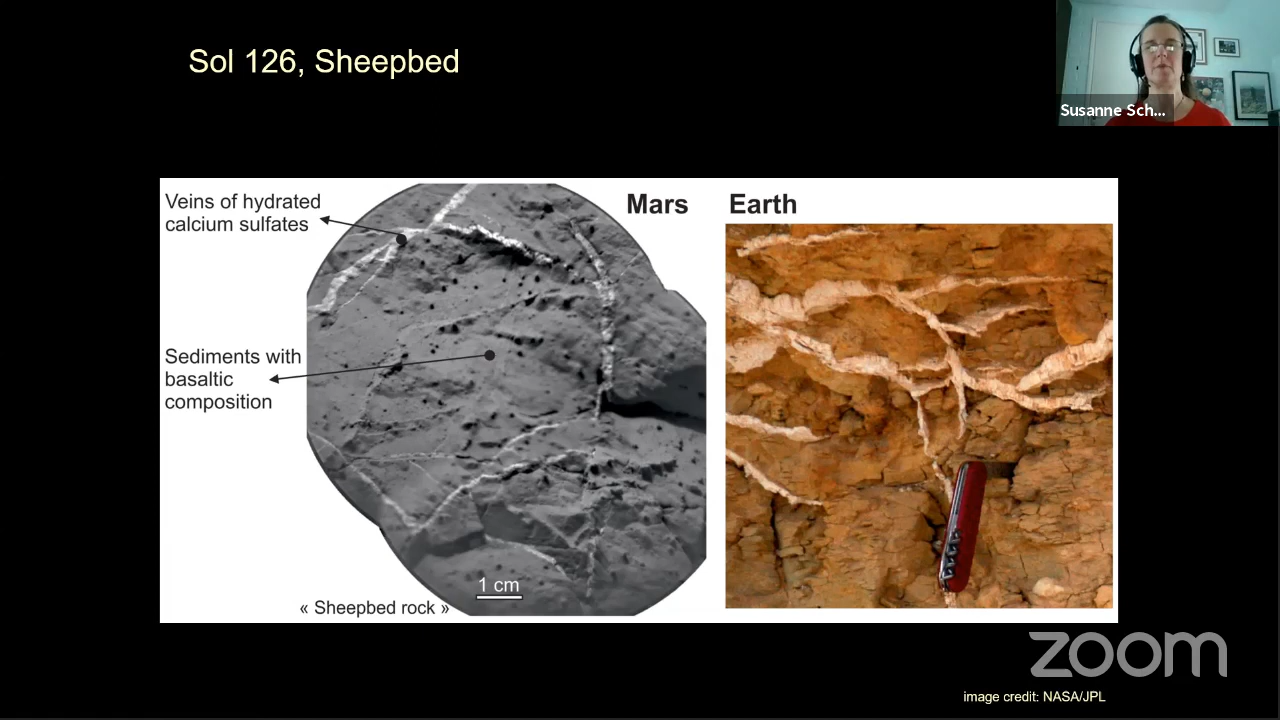 Sol 126, Sheepbed
Susanne Sch...
Veins of hydrated
calcium sulfates
Mars
Earth
Sediments with
basaltic
composition
1 cm
« Sheepbed rock »
zoom
image credit: NASA/JPL